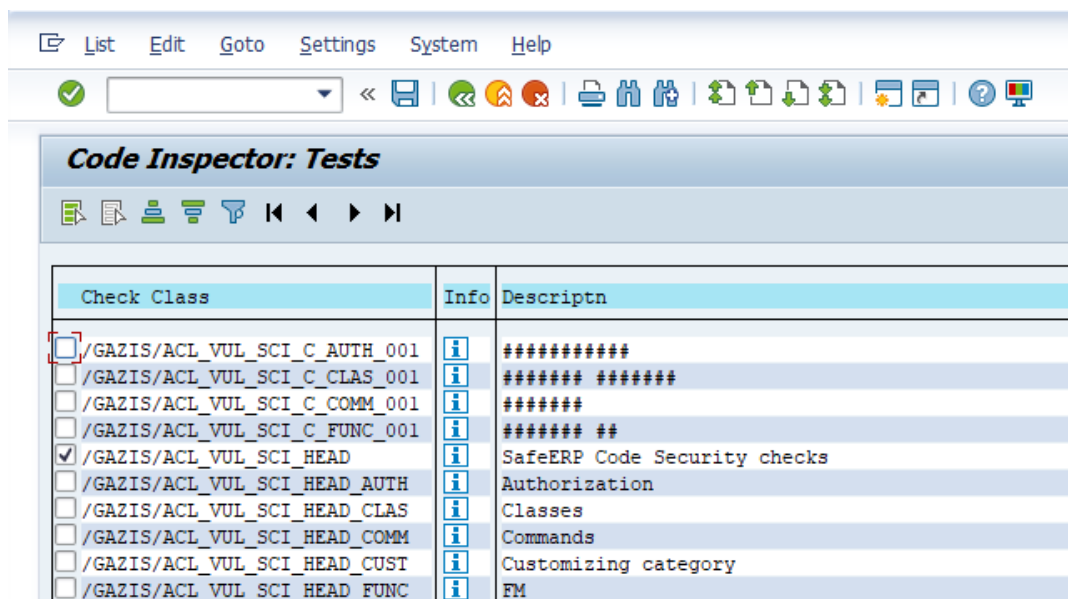 List Edit Goto Settings System Help
Code Inspector: Tests
Check Class Info Descriptn
/GAZIS/ACL_VUL_SCI_C_AUTH_001 ###########
/GAZIS/ACL_VUL_SCI_C_CLAS_001 ####### #######
/GAZIS/ACL_VUL_SCI_C_COMM_001 #######
/GAZIS/ACL_VUL_SCI_C_FUNC_001 ####### ##
/GAZIS/ACL_VUL_SCI_HEAD SafeERP Code Security checks
/GAZIS/ACL_VUL_SCI_HEAD_AUTH Authorization
/GAZIS/ACL_VUL_SCI_HEAD_CLAS Classes
/GAZIS/ACL_VUL_SCI_HEAD_COMM Commands
/GAZIS/ACL_VUL_SCI_HEAD_CUST Customizing category
/GAZIS/ACL_VUL_SCI_HEAD_FUNC FM